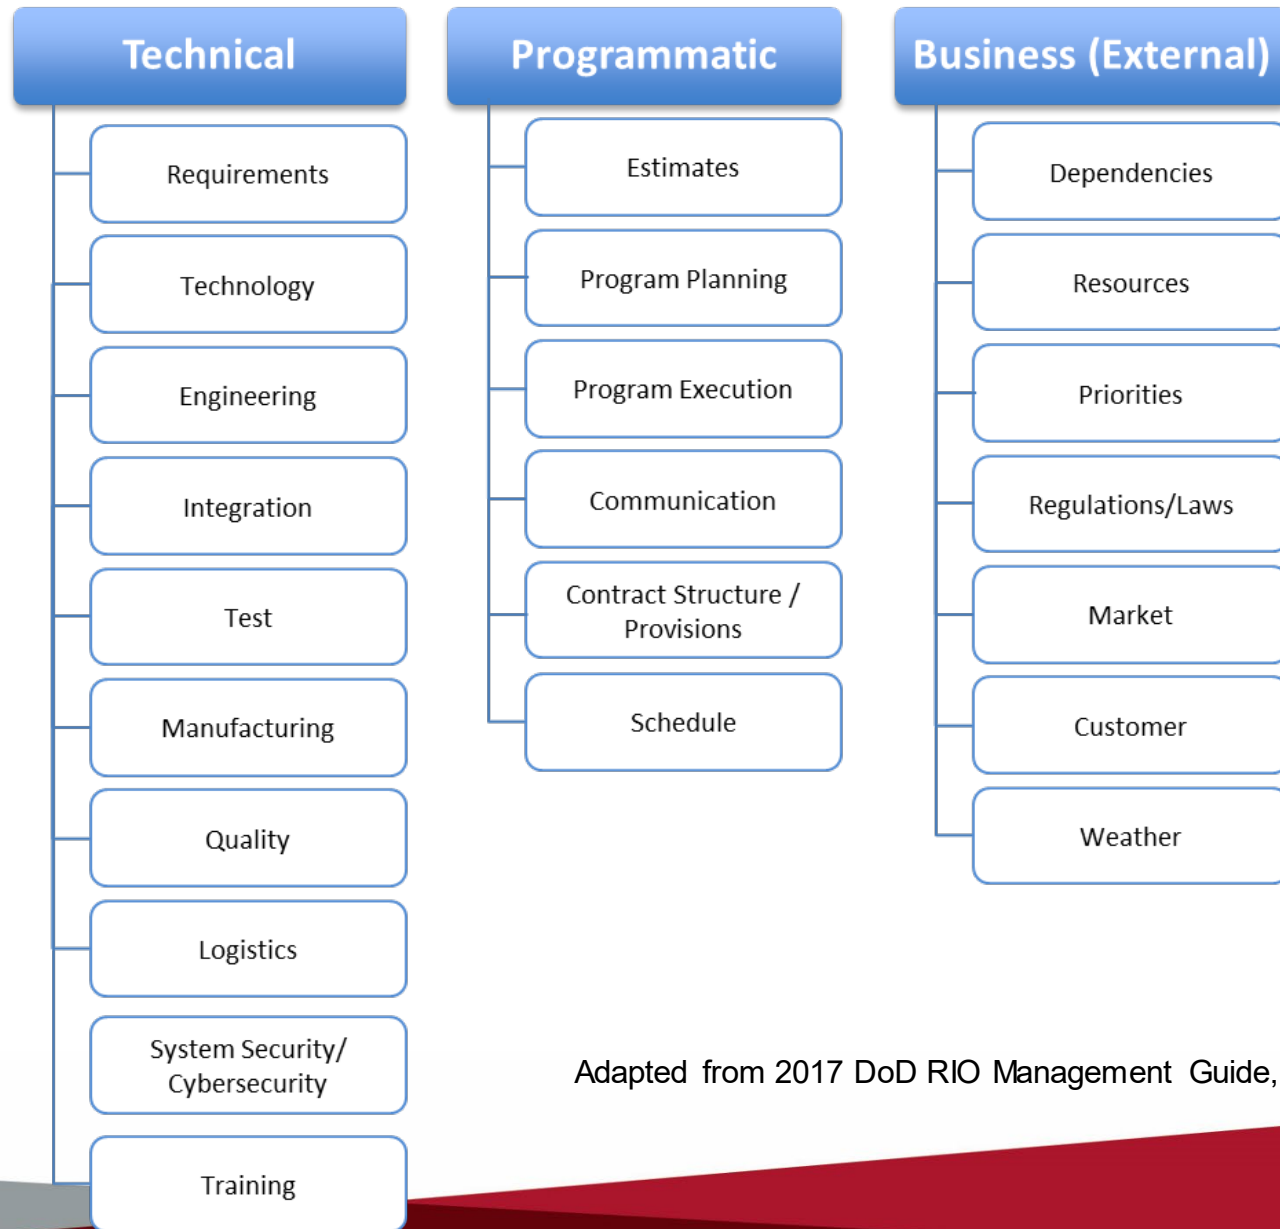 Technical
Requirements
Technology
Engineering
Integration
Test
Manufacturing
Quality
Logistics
System Security/
Cybersecurity
Training
Programmatic
Estimates
Program Planning
Program Execution
Communication
Contract Structure /
Provisions
Schedule
Business (External)
Dependencies
Resources
Priorities
Regulations/Laws
Market
Customer
Weather
Adapted from 2017 DoD RIO Management Guide,